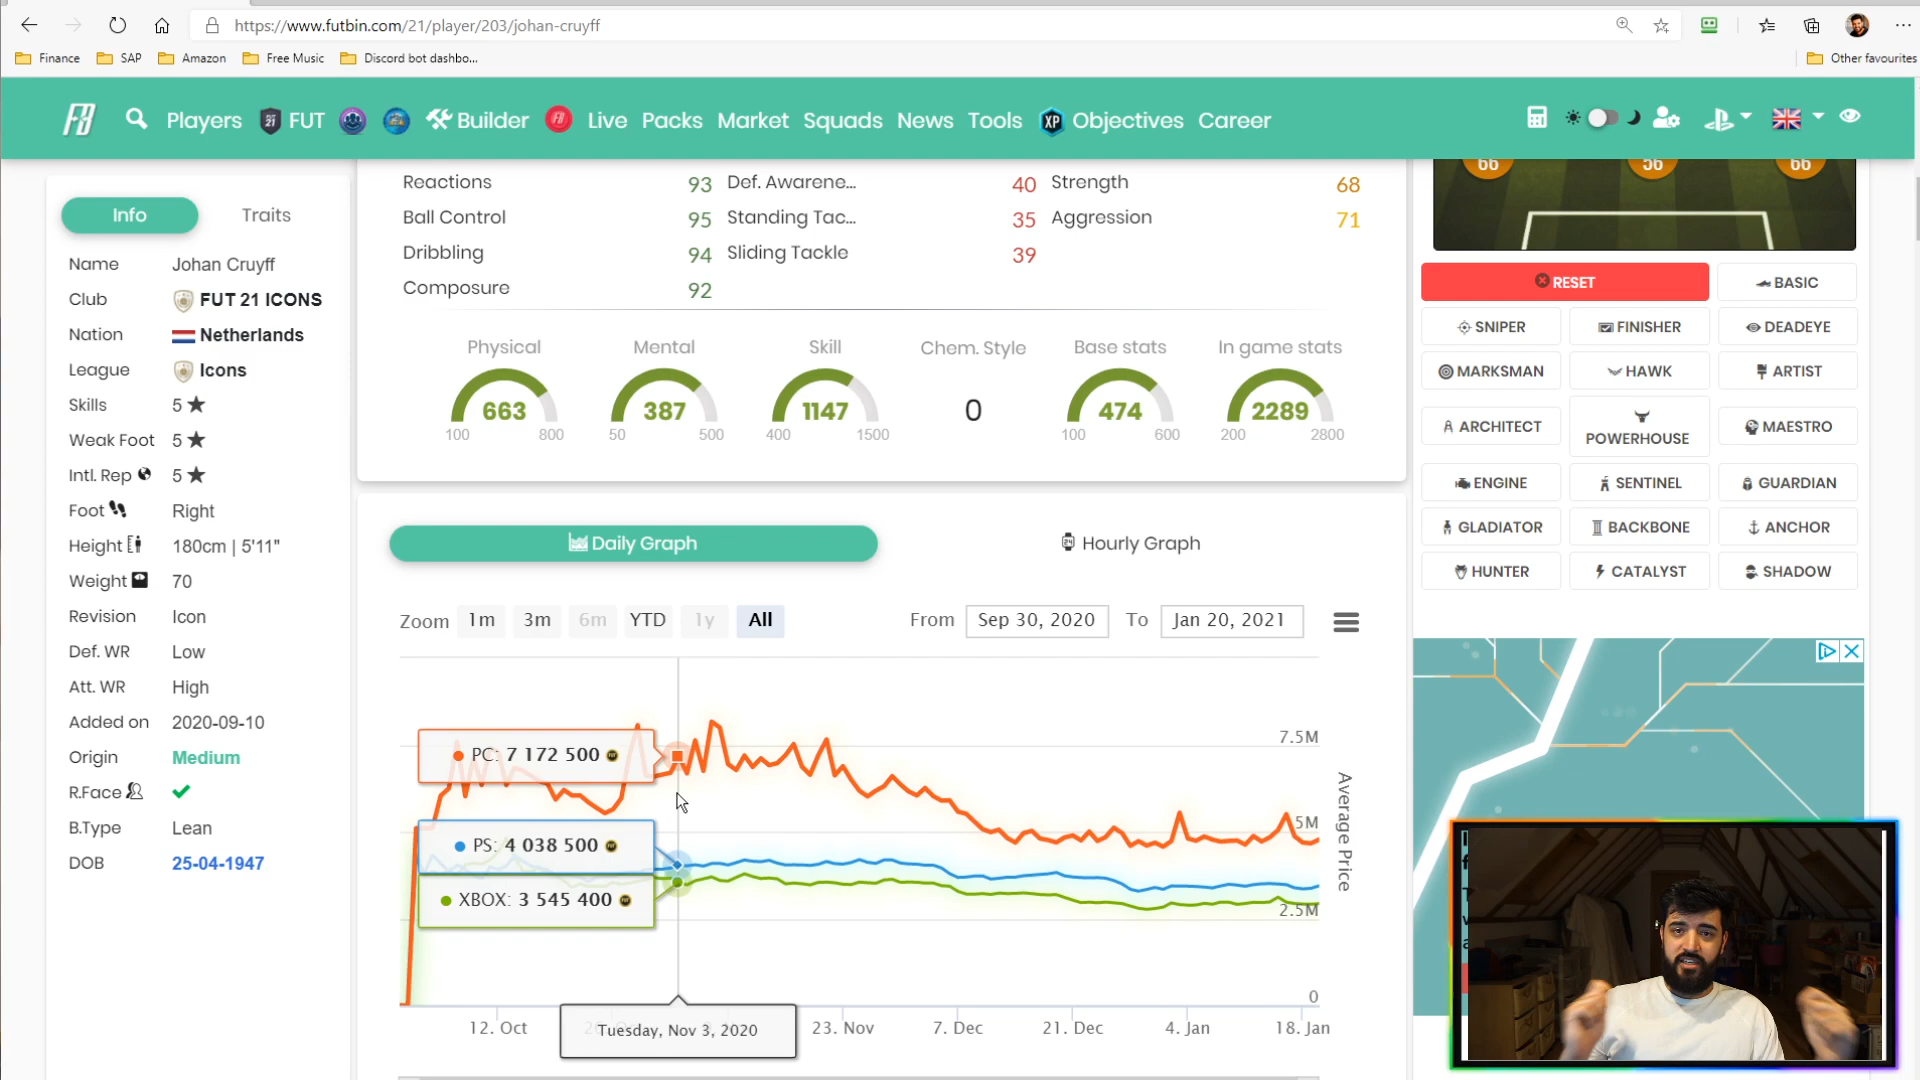 https://www.futbin.com/21/player/203/johan-cruyff
Finance SAP Amazon Free Music Discord bot dashbo... Other favourites
Players FUT Builder Live Packs Market Squads News Tools XP Objectives Career
66 56 66
Info Traits
Name Johan Cruyff
Club FUT 21 ICONS
Nation Netherlands
League Icons
Skills 5
Weak Foot 5
Intl. Rep 5
Foot Right
Height 180cm | 5'11"
Weight 70
Revision Icon
Def. WR Low
Att. WR High
Added on 2020-09-10
Origin Medium
R.Face
B.Type Lean
DOB 25-04-1947
Reactions 93 Def. Awarene... 40 Strength 68
Ball Control 95 Standing Tac... 35 Aggression 71
Dribbling 94 Sliding Tackle 39
Composure 92
Physical Mental Skill Chem. Style Base stats In game stats
663 387 1147 0 474 2289
100 800 50 500 400 1500 100 600 200 2800
Daily Graph Hourly Graph
Zoom 1m 3m 6m YTD 1y All From Sep 30, 2020 To Jan 20, 2021
PC: 7 172 500
PS: 4 038 500
XBOX: 3 545 400
7.5M
5M
2.5M
0
Average Price
12. Oct Tuesday, Nov 3, 2020 23. Nov 7. Dec 21. Dec 4. Jan 18. Jan
RESET BASIC
SNIPER FINISHER DEADEYE
MARKSMAN HAWK ARTIST
ARCHITECT POWERHOUSE MAESTRO
ENGINE SENTINEL GUARDIAN
GLADIATOR BACKBONE ANCHOR
HUNTER CATALYST SHADOW